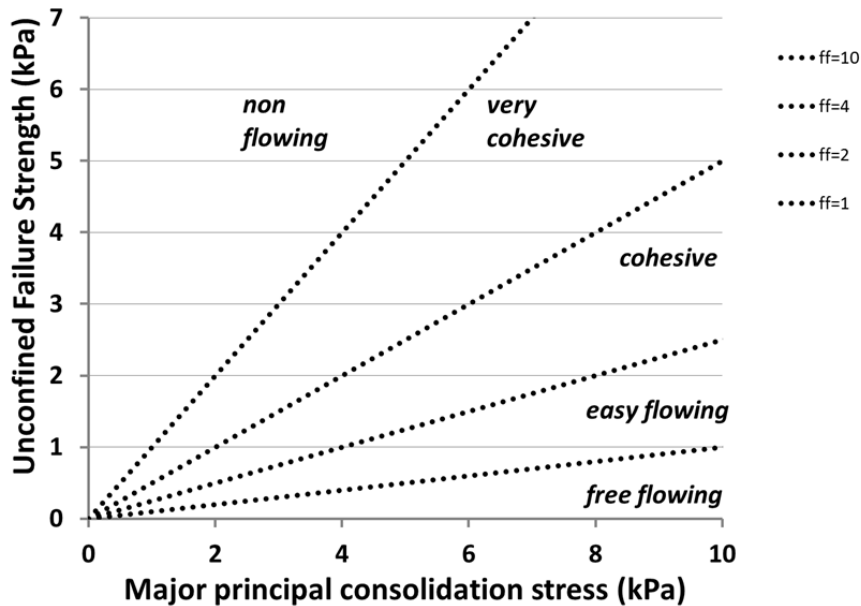 Unconfined Failure Strength (kPa)
7
6
5
4
3
2
1
0
non
flowing
very
cohesive
cohesive
easy flowing
free flowing
0 2 4 6 8 10
Major principal consolidation stress (kPa)
ff=10
ff=4
ff=2
ff=1